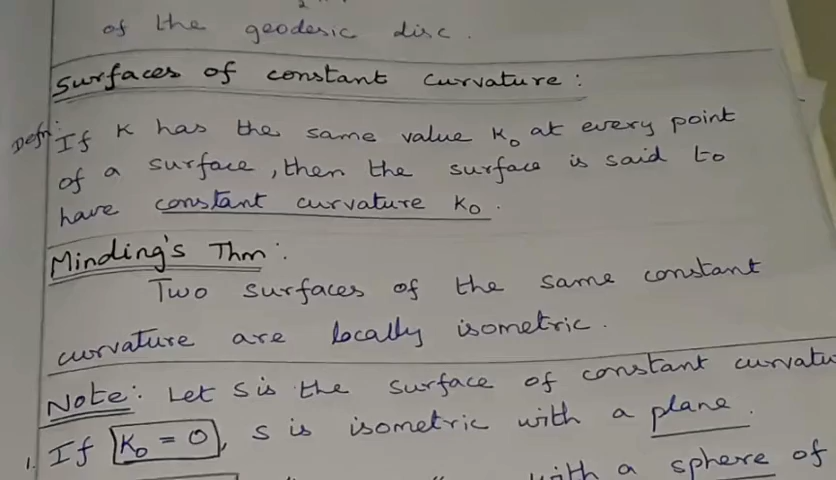 of the geodesic disc.
Surfaces of constant curvature:
Defn: If K has the same value K₀ at every point
of a surface, then the surface is said to
have constant curvature K₀.
Minding's Thm:
Two surfaces of the same constant
curvature are locally isometric.
Note: Let S is the surface of constant
1. If K₀ = 0, S is isometric with a plane.
with a sphere of